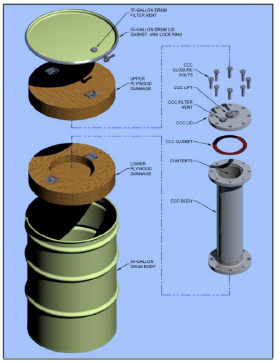 55-GALLON DRUM
FILTER VENT
55-GALLON DRUM LID,
GASKET, AND LOCK RING
UPPER
PLYWOOD
DUNNAGE
CCC
CLOSURE
BOLTS
CCC LIFT
CCC FILTER
VENT
CCC LID
CCC GASKET
LOWER
PLYWOOD
DUNNAGE
CONTENTS
CCC BODY
55-GALLON
DRUM BODY